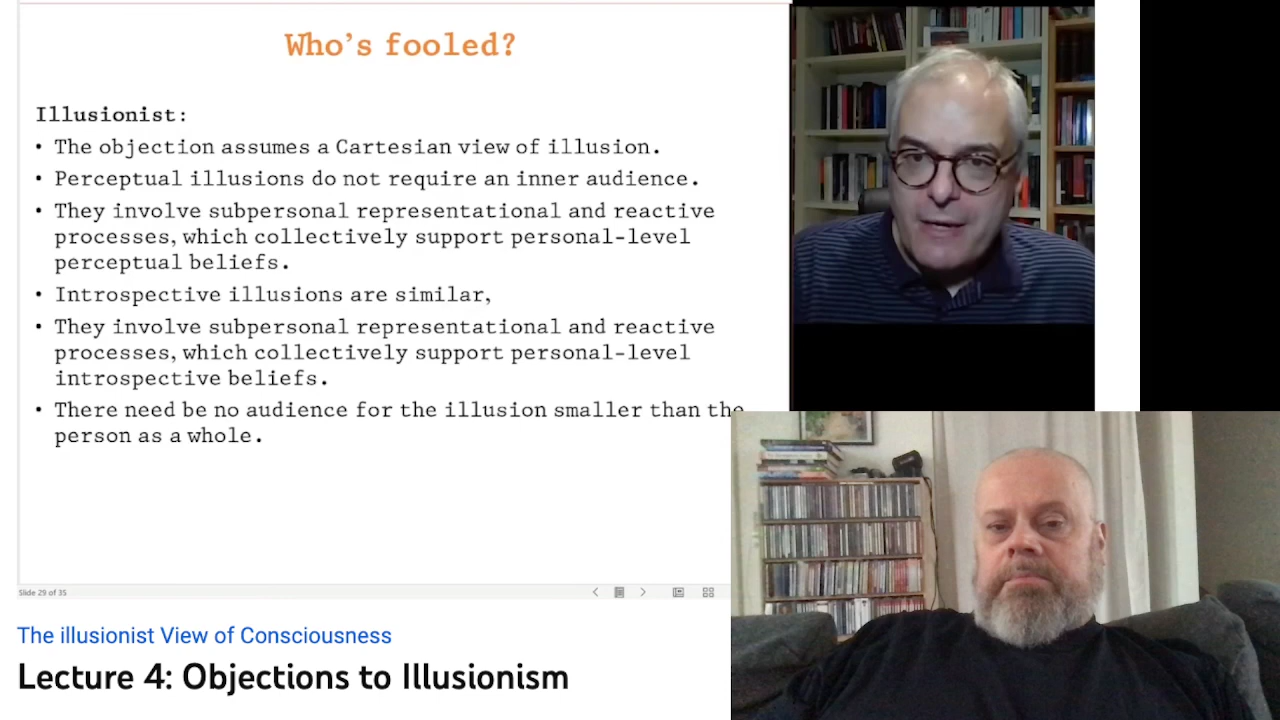 Who's fooled?
Illusionist:
• The objection assumes a Cartesian view of illusion.
• Perceptual illusions do not require an inner audience.
• They involve subpersonal representational and reactive
processes, which collectively support personal-level
perceptual beliefs.
• Introspective illusions are similar,
• They involve subpersonal representational and reactive
processes, which collectively support personal-level
introspective beliefs.
• There need be no audience for the illusion smaller than the
person as a whole.
Slide 29 of 35
The illusionist View of Consciousness
Lecture 4: Objections to Illusionism